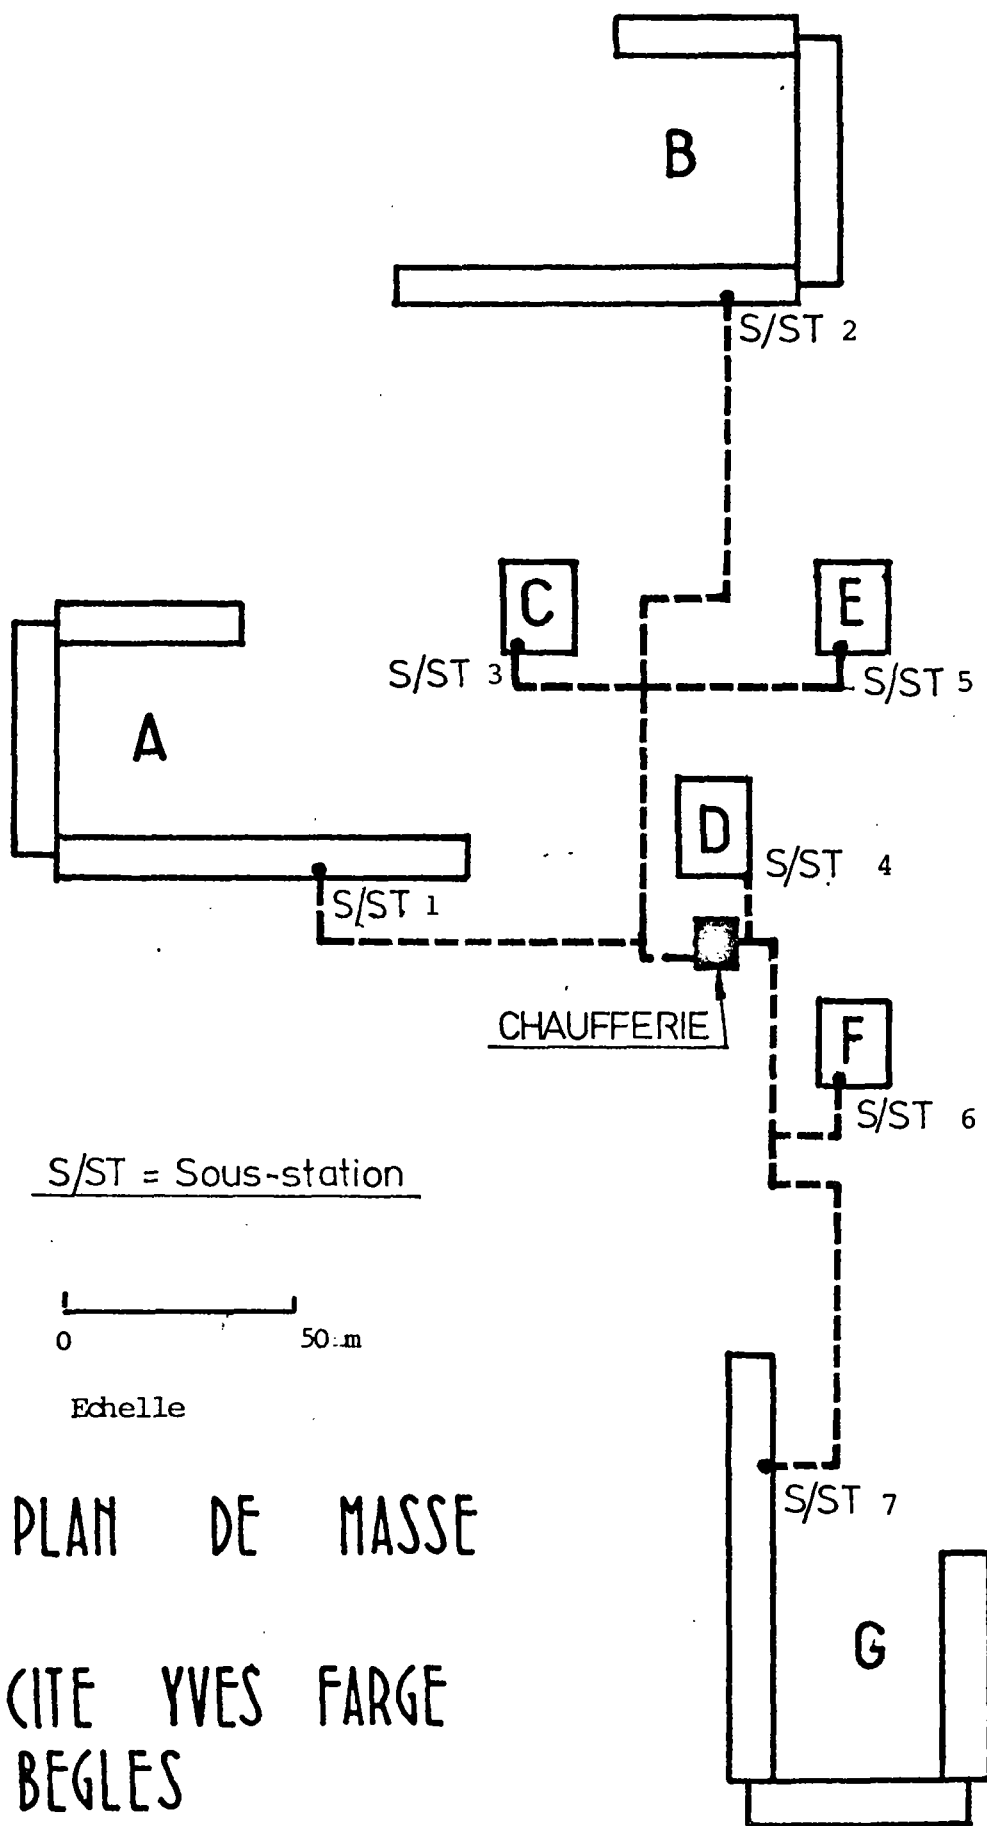 B
S/ST 2
C
E
S/ST 3
S/ST 5
A
D
S/ST 4
S/ST 1
CHAUFFERIE
F
S/ST 6
S/ST = Sous-station
0 50 m
Echelle
S/ST 7
PLAN DE MASSE
G
CITE YVES FARGE
BEGLES